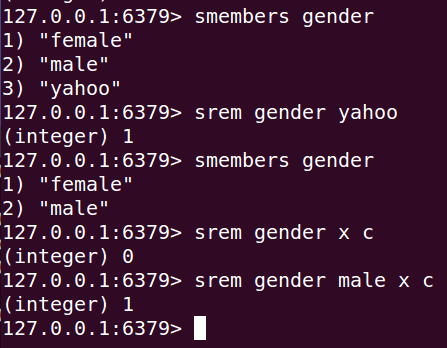 127.0.0.1:6379> smembers gender
1) "female"
2) "male"
3) "yahoo"
127.0.0.1:6379> srem gender yahoo
(integer) 1
127.0.0.1:6379> smembers gender
1) "female"
2) "male"
127.0.0.1:6379> srem gender x c
(integer) 0
127.0.0.1:6379> srem gender male x c
(integer) 1
127.0.0.1:6379>